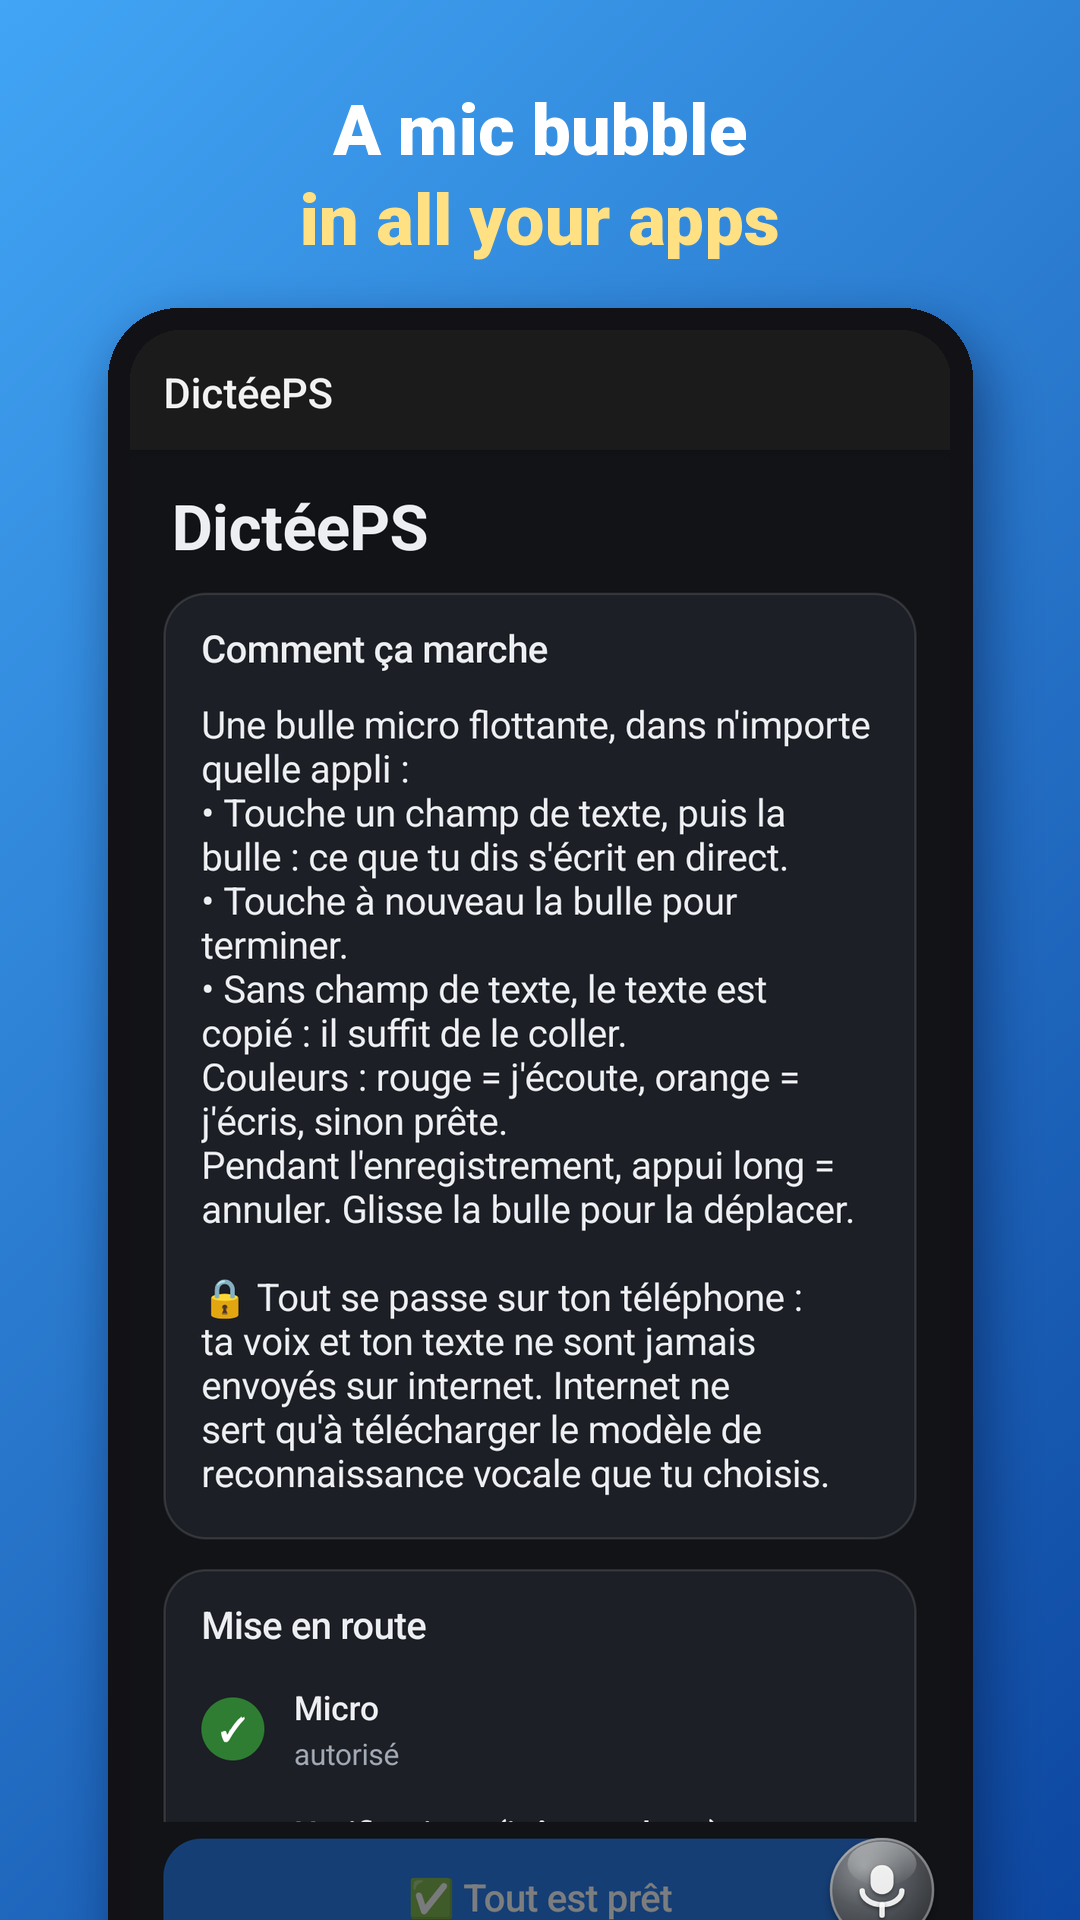 A mic bubble
in all your apps
DictéePS
DictéePS
Comment ça marche
Une bulle micro flottante, dans n'importe
quelle appli :
• Touche un champ de texte, puis la
bulle : ce que tu dis s'écrit en direct.
• Touche à nouveau la bulle pour
terminer.
• Sans champ de texte, le texte est
copié : il suffit de le coller.
Couleurs : rouge = j'écoute, orange =
j'écris, sinon prête.
Pendant l'enregistrement, appui long =
annuler. Glisse la bulle pour la déplacer.
🔒 Tout se passe sur ton téléphone :
ta voix et ton texte ne sont jamais
envoyés sur internet. Internet ne
sert qu'à télécharger le modèle de
reconnaissance vocale que tu choisis.
Mise en route
✓ Micro
autorisé
✅ Tout est prêt